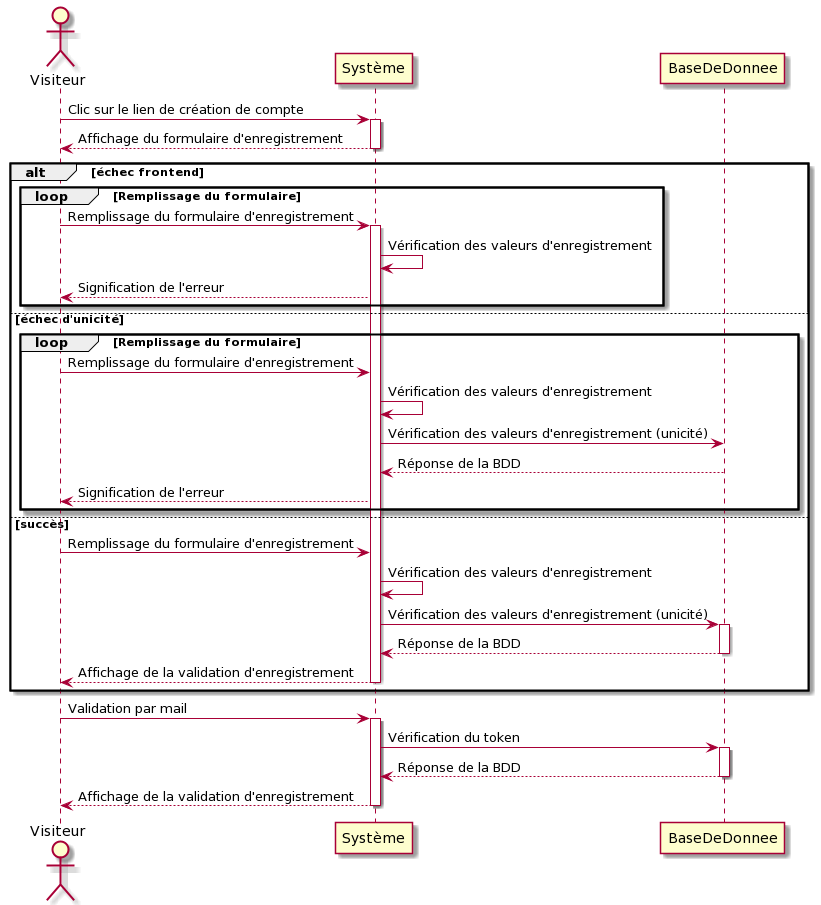 Visiteur
Système
BaseDeDonnee
Clic sur le lien de création de compte
Affichage du formulaire d'enregistrement
alt [échec frontend]
loop [Remplissage du formulaire]
Remplissage du formulaire d'enregistrement
Vérification des valeurs d'enregistrement
Signification de l'erreur
[échec d'unicité]
loop [Remplissage du formulaire]
Remplissage du formulaire d'enregistrement
Vérification des valeurs d'enregistrement
Vérification des valeurs d'enregistrement (unicité)
Réponse de la BDD
Signification de l'erreur
[succès]
Remplissage du formulaire d'enregistrement
Vérification des valeurs d'enregistrement
Vérification des valeurs d'enregistrement (unicité)
Réponse de la BDD
Affichage de la validation d'enregistrement
Validation par mail
Vérification du token
Réponse de la BDD
Affichage de la validation d'enregistrement
Visiteur
Système
BaseDeDonnee